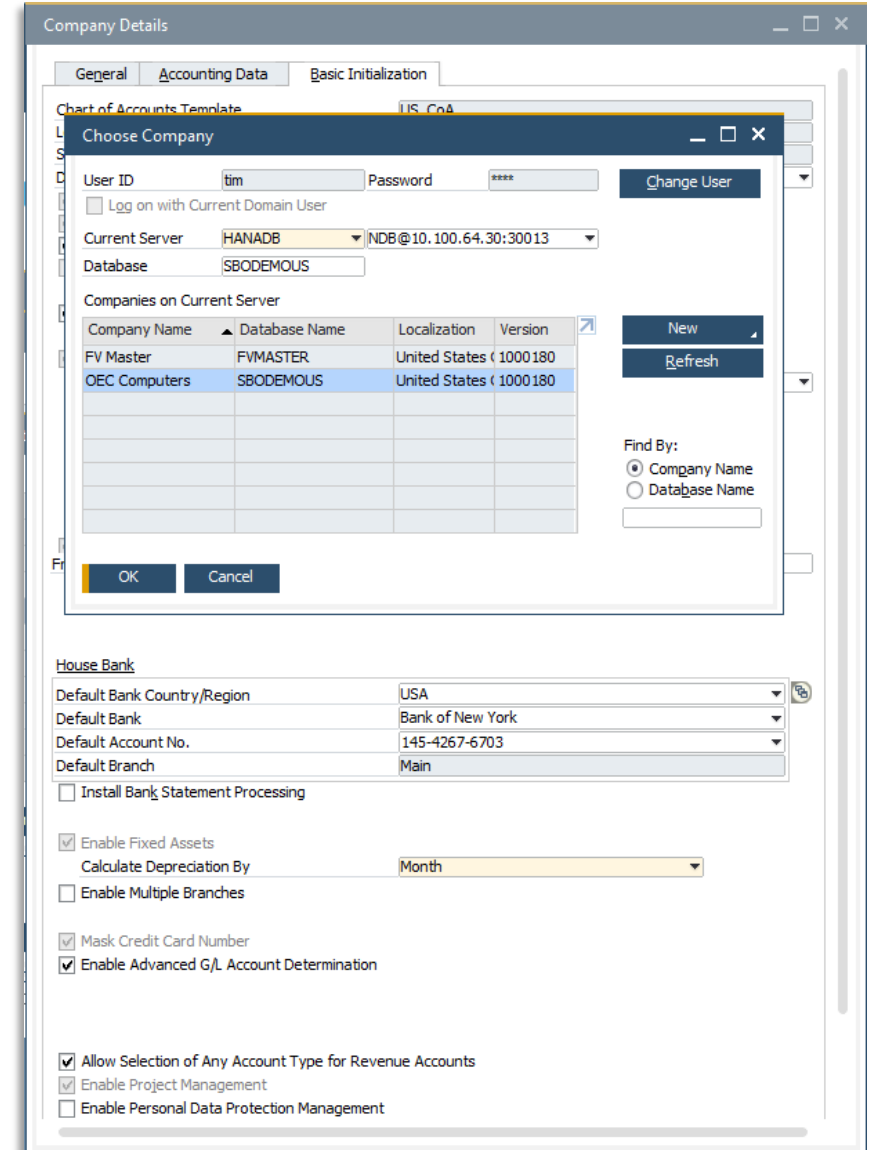 Company Details
General Accounting Data Basic Initialization
Chart of Accounts Template US_CoA
Choose Company
User ID tim Password **** Change User
Log on with Current Domain User
Current Server HANADB NDB@10.100.64.30:30013
Database SBODEMOUS
Companies on Current Server
Company Name Database Name Localization Version New
FV Master FVMASTER United States ( 1000180 Refresh
OEC Computers SBODEMOUS United States ( 1000180
Find By:
Company Name
Database Name
OK Cancel
House Bank
Default Bank Country/Region USA
Default Bank Bank of New York
Default Account No. 145-4267-6703
Default Branch Main
Install Bank Statement Processing
Enable Fixed Assets
Calculate Depreciation By Month
Enable Multiple Branches
Mask Credit Card Number
Enable Advanced G/L Account Determination
Allow Selection of Any Account Type for Revenue Accounts
Enable Project Management
Enable Personal Data Protection Management